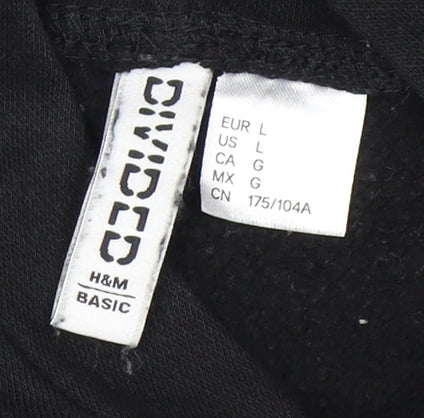 DIVIDED
H&M
BASIC
EUR L
US L
CA G
MX G
CN 175/104A